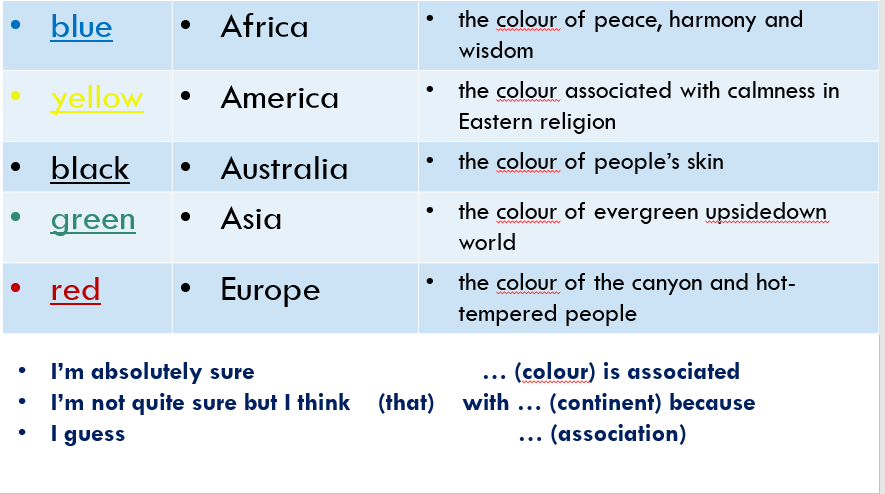 • blue • Africa • the colour of peace, harmony and
wisdom
• yellow • America • the colour associated with calmness in
Eastern religion
• black • Australia • the colour of people's skin
• green • Asia • the colour of evergreen upsidedown
world
• red • Europe • the colour of the canyon and hot-
tempered people
• I'm absolutely sure … (colour) is associated
• I'm not quite sure but I think (that) with … (continent) because
• I guess … (association)